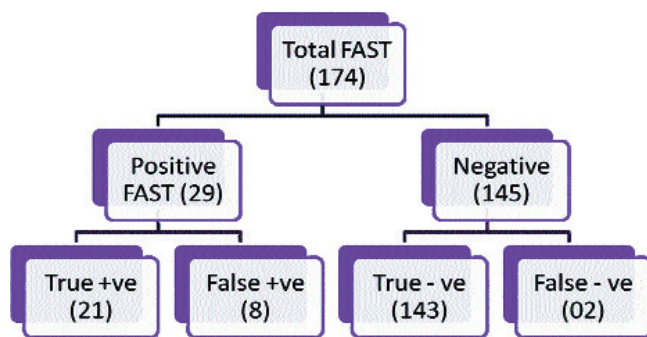 Total FAST
(174)
Positive
FAST (29)
Negative
(145)
True +ve
(21)
False +ve
(8)
True - ve
(143)
False - ve
(02)